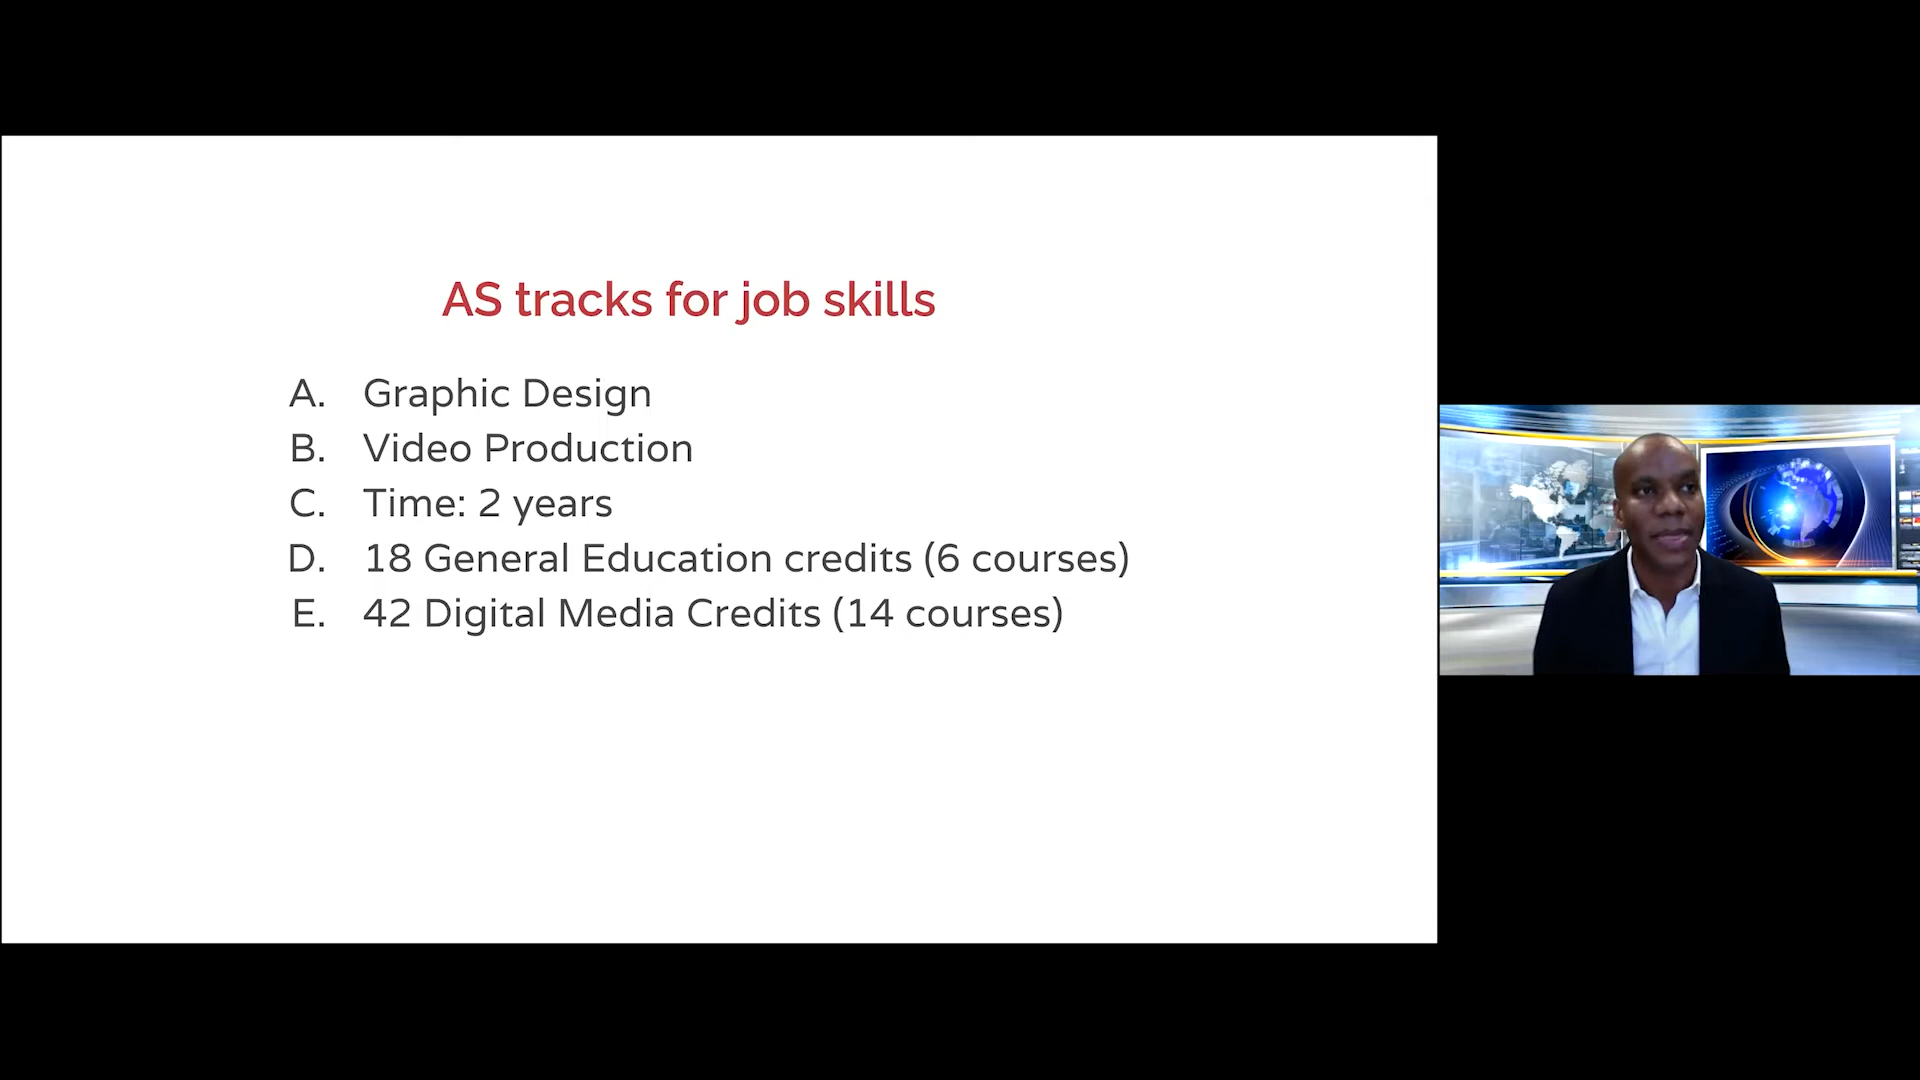 AS tracks for job skills
A. Graphic Design
B. Video Production
C. Time: 2 years
D. 18 General Education credits (6 courses)
E. 42 Digital Media Credits (14 courses)